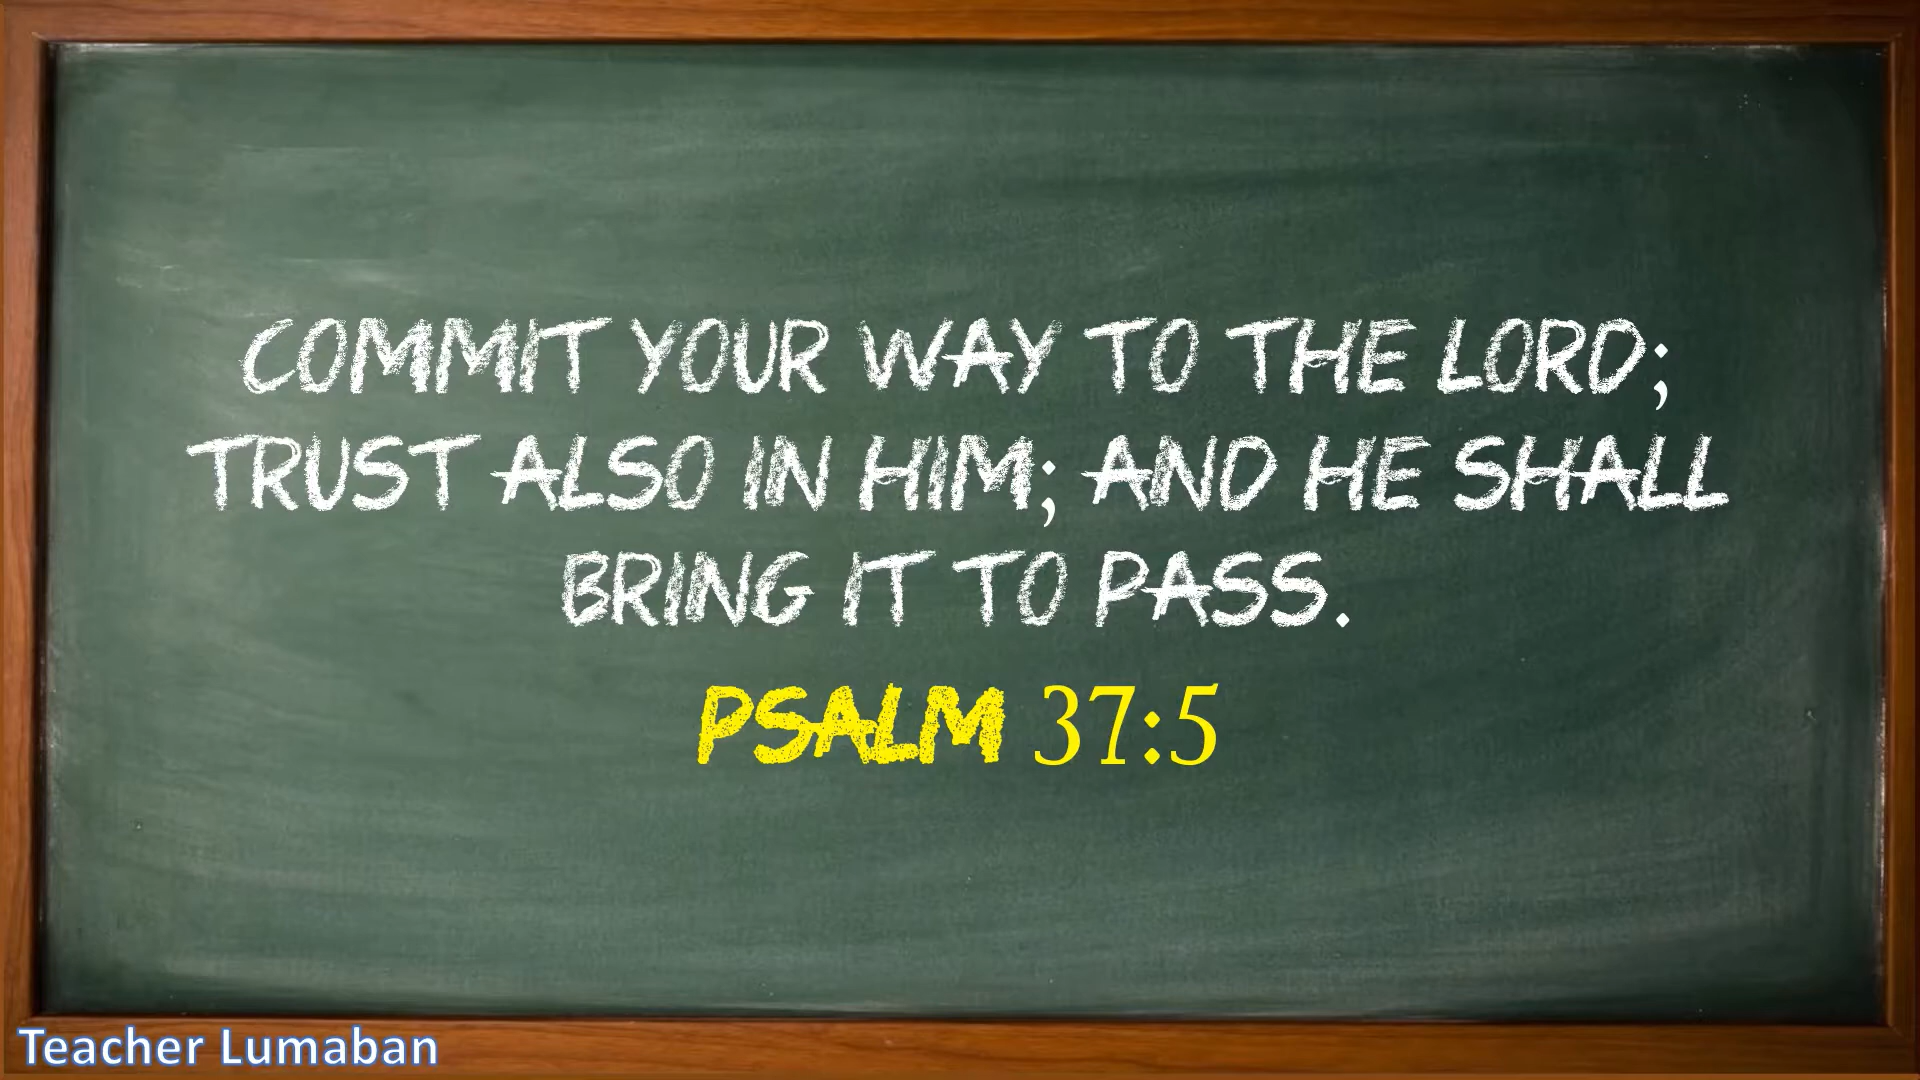 COMMIT YOUR WAY TO THE LORD;
TRUST ALSO IN HIM; AND HE SHALL
BRING IT TO PASS.
PSALM 37:5
Teacher Lumaban